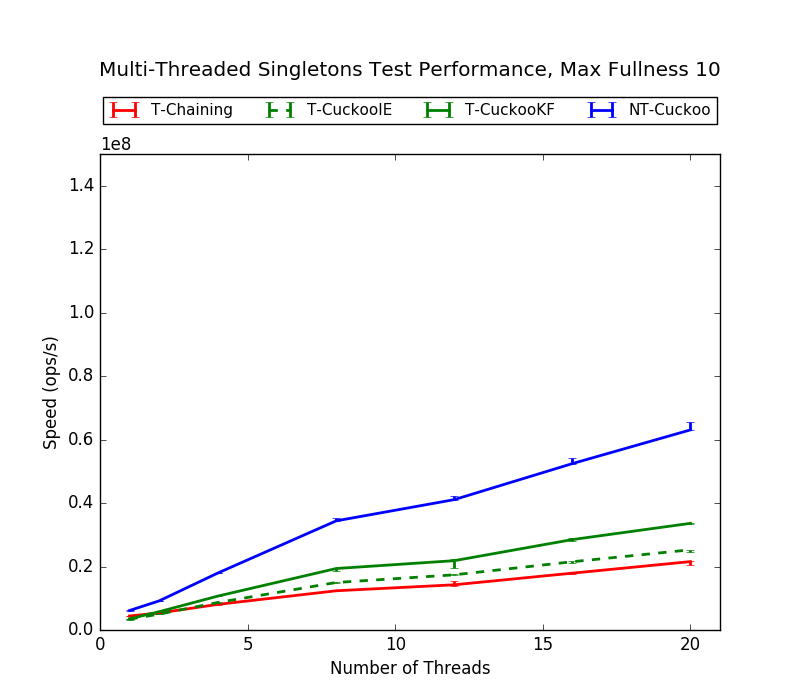 Multi-Threaded Singletons Test Performance, Max Fullness 10
T-Chaining T-CuckooIE T-CuckooKF NT-Cuckoo
1e8
1.4
1.2
1.0
0.8
0.6
0.4
0.2
0.0
Speed (ops/s)
0 5 10 15 20
Number of Threads